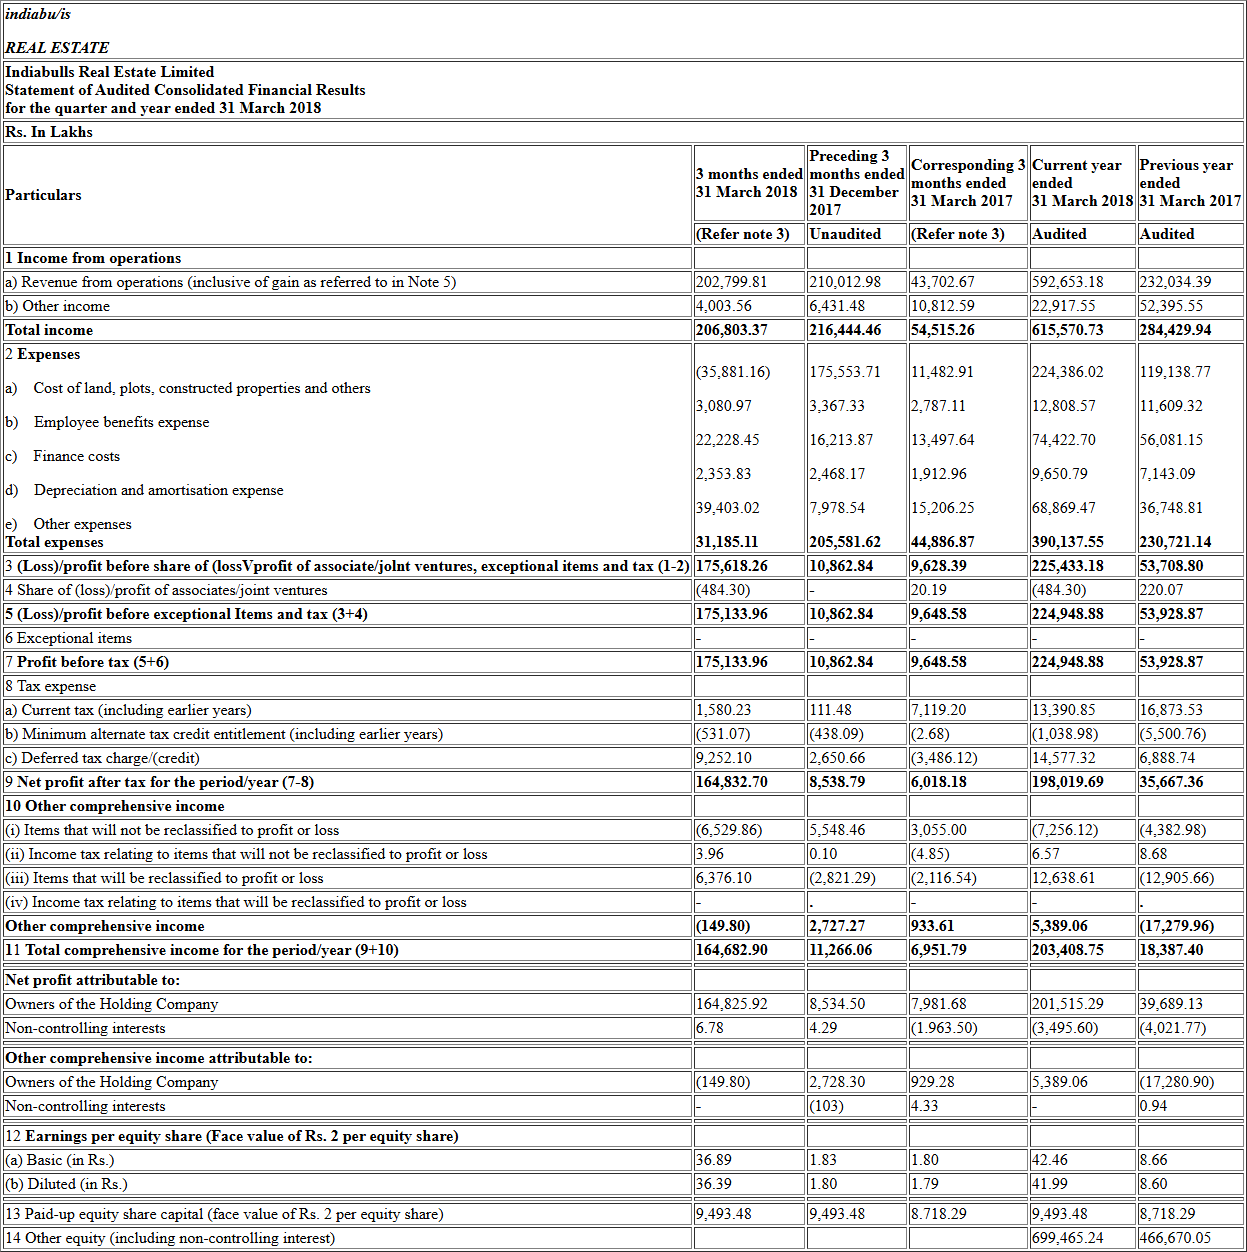 indiabu/is
REAL ESTATE
Indiabulls Real Estate Limited
Statement of Audited Consolidated Financial Results
for the quarter and year ended 31 March 2018
Rs. In Lakhs
Particulars 3 months ended 31 March 2018 Preceding 3 months ended 31 December 2017 Corresponding 3 months ended 31 March 2017 Current year ended 31 March 2018 Previous year ended 31 March 2017
(Refer note 3) Unaudited (Refer note 3) Audited Audited
1 Income from operations
a) Revenue from operations (inclusive of gain as referred to in Note 5) 202,799.81 210,012.98 43,702.67 592,653.18 232,034.39
b) Other income 4,003.56 6,431.48 10,812.59 22,917.55 52,395.55
Total income 206,803.37 216,444.46 54,515.26 615,570.73 284,429.94
2 Expenses
a) Cost of land, plots, constructed properties and others (35,881.16) 175,553.71 11,482.91 224,386.02 119,138.77
b) Employee benefits expense 3,080.97 3,367.33 2,787.11 12,808.57 11,609.32
c) Finance costs 22,228.45 16,213.87 13,497.64 74,422.70 56,081.15
d) Depreciation and amortisation expense 2,353.83 2,468.17 1,912.96 9,650.79 7,143.09
e) Other expenses 39,403.02 7,978.54 15,206.25 68,869.47 36,748.81
Total expenses 31,185.11 205,581.62 44,886.87 390,137.55 230,721.14
3 (Loss)/profit before share of (lossVprofit of associate/joInt ventures, exceptional items and tax (1-2) 175,618.26 10,862.84 9,628.39 225,433.18 53,708.80
4 Share of (loss)/profit of associates/joint ventures (484.30) - 20.19 (484.30) 220.07
5 (Loss)/profit before exceptional Items and tax (3+4) 175,133.96 10,862.84 9,648.58 224,948.88 53,928.87
6 Exceptional items - - - - -
7 Profit before tax (5+6) 175,133.96 10,862.84 9,648.58 224,948.88 53,928.87
8 Tax expense
a) Current tax (including earlier years) 1,580.23 111.48 7,119.20 13,390.85 16,873.53
b) Minimum alternate tax credit entitlement (including earlier years) (531.07) (438.09) (2.68) (1,038.98) (5,500.76)
c) Deferred tax charge/(credit) 9,252.10 2,650.66 (3,486.12) 14,577.32 6,888.74
9 Net profit after tax for the period/year (7-8) 164,832.70 8,538.79 6,018.18 198,019.69 35,667.36
10 Other comprehensive income
(i) Items that will not be reclassified to profit or loss (6,529.86) 5,548.46 3,055.00 (7,256.12) (4,382.98)
(ii) Income tax relating to items that will not be reclassified to profit or loss 3.96 0.10 (4.85) 6.57 8.68
(iii) Items that will be reclassified to profit or loss 6,376.10 (2,821.29) (2,116.54) 12,638.61 (12,905.66)
(iv) Income tax relating to items that will be reclassified to profit or loss - . - - .
Other comprehensive income (149.80) 2,727.27 933.61 5,389.06 (17,279.96)
11 Total comprehensive income for the period/year (9+10) 164,682.90 11,266.06 6,951.79 203,408.75 18,387.40
Net profit attributable to:
Owners of the Holding Company 164,825.92 8,534.50 7,981.68 201,515.29 39,689.13
Non-controlling interests 6.78 4.29 (1.963.50) (3,495.60) (4,021.77)
Other comprehensive income attributable to:
Owners of the Holding Company (149.80) 2,728.30 929.28 5,389.06 (17,280.90)
Non-controlling interests - (103) 4.33 - 0.94
12 Earnings per equity share (Face value of Rs. 2 per equity share)
(a) Basic (in Rs.) 36.89 1.83 1.80 42.46 8.66
(b) Diluted (in Rs.) 36.39 1.80 1.79 41.99 8.60
13 Paid-up equity share capital (face value of Rs. 2 per equity share) 9,493.48 9,493.48 8.718.29 9,493.48 8,718.29
14 Other equity (including non-controlling interest) 699,465.24 466,670.05